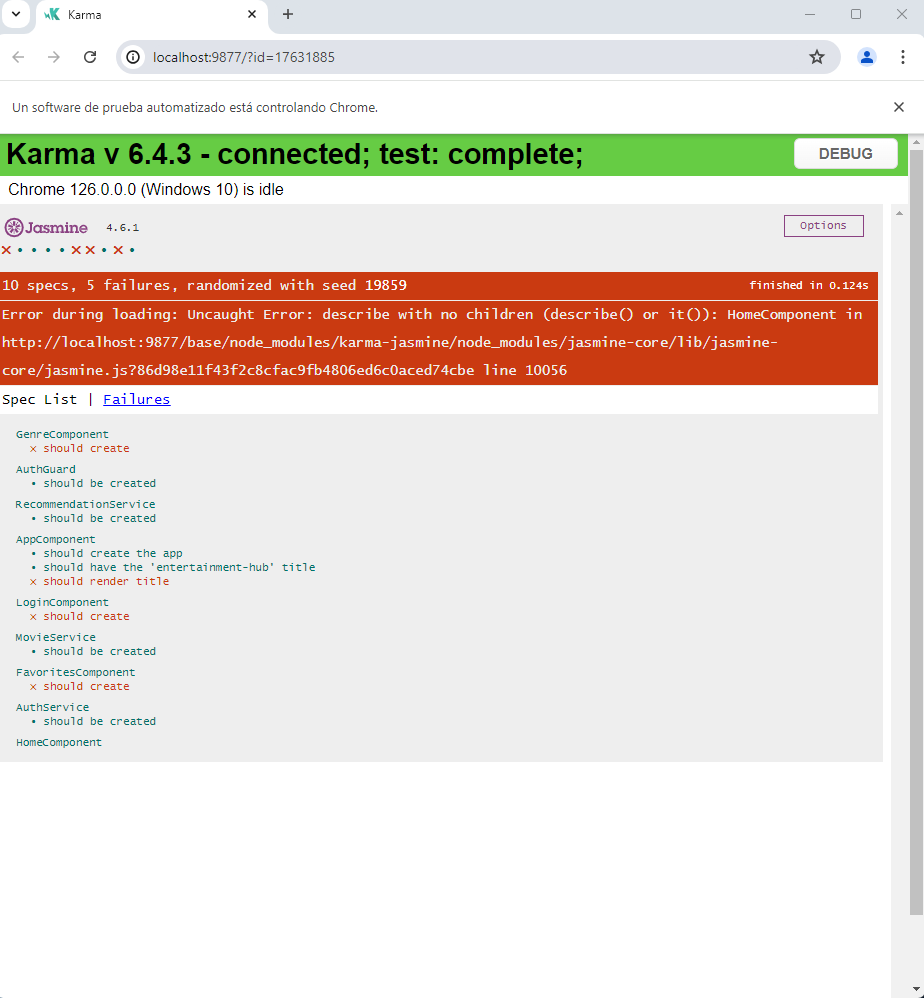 Karma
localhost:9877/?id=17631885
Un software de prueba automatizado está controlando Chrome.
Karma v 6.4.3 - connected; test: complete;
DEBUG
Chrome 126.0.0.0 (Windows 10) is idle
Jasmine 4.6.1
Options
× • • • • × × • × •
10 specs, 5 failures, randomized with seed 19859
finished in 0.124s
Error during loading: Uncaught Error: describe with no children (describe() or it()): HomeComponent in
http://localhost:9877/base/node_modules/karma-jasmine/node_modules/jasmine-core/lib/jasmine-
core/jasmine.js?86d98e11f43f2c8cfac9fb4806ed6c0aced74cbe line 10056
Spec List | Failures
GenreComponent
× should create
AuthGuard
• should be created
RecommendationService
• should be created
AppComponent
• should create the app
• should have the 'entertainment-hub' title
× should render title
LoginComponent
× should create
MovieService
• should be created
FavoritesComponent
× should create
AuthService
• should be created
HomeComponent